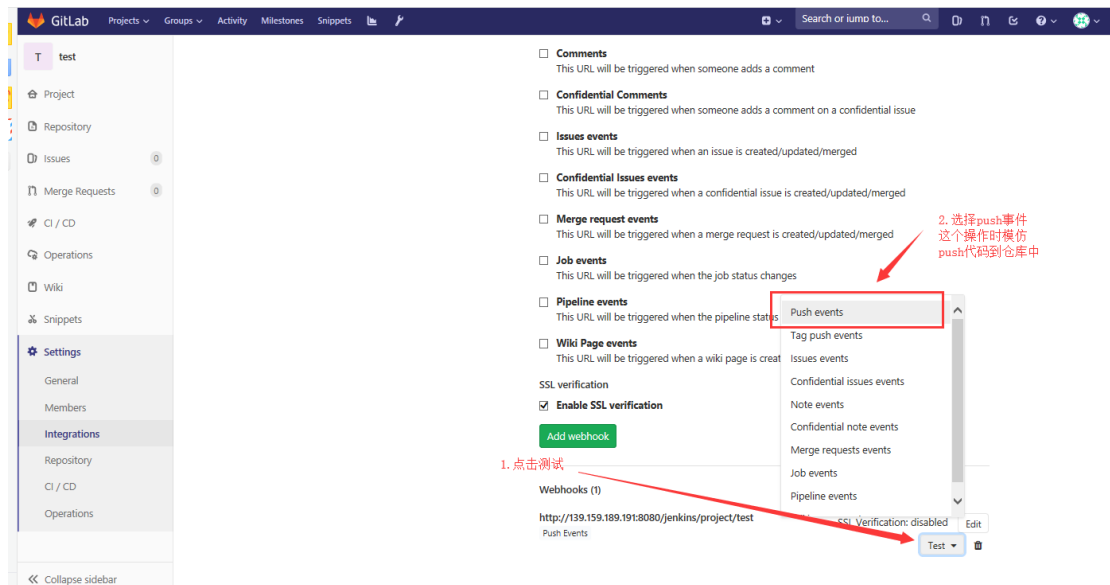 GitLab Projects Groups Activity Milestones Snippets Search or jump to...
T test
Project
Repository
Issues 0
Merge Requests 0
CI / CD
Operations
Wiki
Snippets
Settings
General
Members
Integrations
Repository
CI / CD
Operations
Collapse sidebar
Comments
This URL will be triggered when someone adds a comment
Confidential Comments
This URL will be triggered when someone adds a comment on a confidential issue
Issues events
This URL will be triggered when an issue is created/updated/merged
Confidential Issues events
This URL will be triggered when a confidential issue is created/updated/merged
Merge request events
This URL will be triggered when a merge request is created/updated/merged
Job events
This URL will be triggered when the job status changes
Pipeline events
This URL will be triggered when the pipeline status
Wiki Page events
This URL will be triggered when a wiki page is creat
SSL verification
Enable SSL verification
Add webhook
2.选择push事件
这个操作时模仿
push代码到仓库中
Push events
Tag push events
Issues events
Confidential issues events
Note events
Confidential note events
Merge requests events
Job events
Pipeline events
1.点击测试
Webhooks (1)
http://139.159.189.191:8080/jenkins/project/test
Push Events
SSL Verification: disabled
Edit
Test